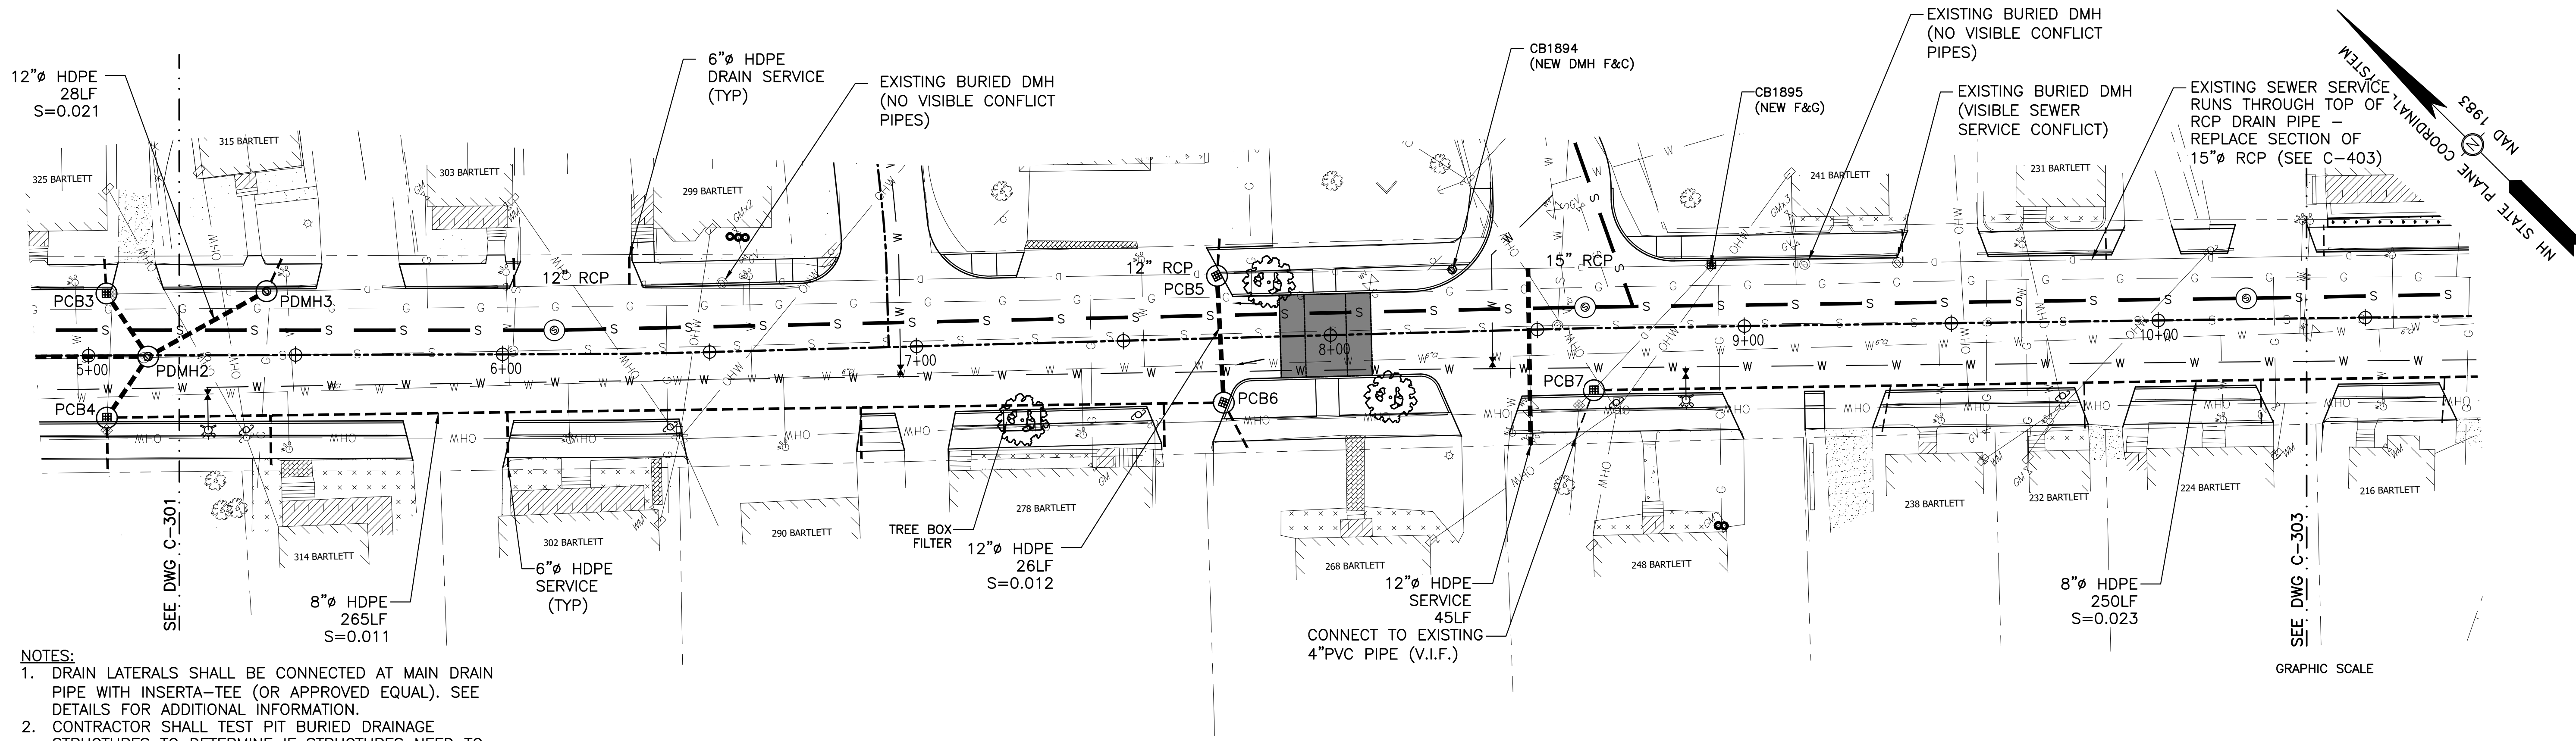 12"ø HDPE
28LF
S=0.021
6"ø HDPE
DRAIN SERVICE
(TYP)
EXISTING BURIED DMH
(NO VISIBLE CONFLICT
PIPES)
CB1894
(NEW DMH F&C)
CB1895
(NEW F&G)
EXISTING BURIED DMH
(NO VISIBLE CONFLICT
PIPES)
EXISTING BURIED DMH
(VISIBLE SEWER
SERVICE CONFLICT)
EXISTING SEWER SERVICE
RUNS THROUGH TOP OF
RCP DRAIN PIPE –
REPLACE SECTION OF
15"ø RCP (SEE C-403)
NH STATE PLANE COORDINATE SYSTEM
NAD 1983
N
325 BARTLETT
315 BARTLETT
303 BARTLETT
299 BARTLETT
241 BARTLETT
231 BARTLETT
GMx2
GMx3
12" RCP
12" RCP
15" RCP
PCB3
PDMH3
PCB5
PDMH2
PCB4
PCB6
PCB7
5+00
6+00
7+00
8+00
9+00
10+00
314 BARTLETT
302 BARTLETT
290 BARTLETT
278 BARTLETT
268 BARTLETT
248 BARTLETT
238 BARTLETT
232 BARTLETT
224 BARTLETT
216 BARTLETT
SEE DWG C-301
8"ø HDPE
265LF
S=0.011
6"ø HDPE
SERVICE
(TYP)
TREE BOX
FILTER
12"ø HDPE
26LF
S=0.012
12"ø HDPE
SERVICE
45LF
CONNECT TO EXISTING
4"PVC PIPE (V.I.F.)
8"ø HDPE
250LF
S=0.023
SEE DWG C-303
GRAPHIC SCALE
NOTES:
1. DRAIN LATERALS SHALL BE CONNECTED AT MAIN DRAIN
PIPE WITH INSERTA-TEE (OR APPROVED EQUAL). SEE
DETAILS FOR ADDITIONAL INFORMATION.
2. CONTRACTOR SHALL TEST PIT BURIED DRAINAGE
STRUCTURES TO DETERMINE IF STRUCTURES NEED TO